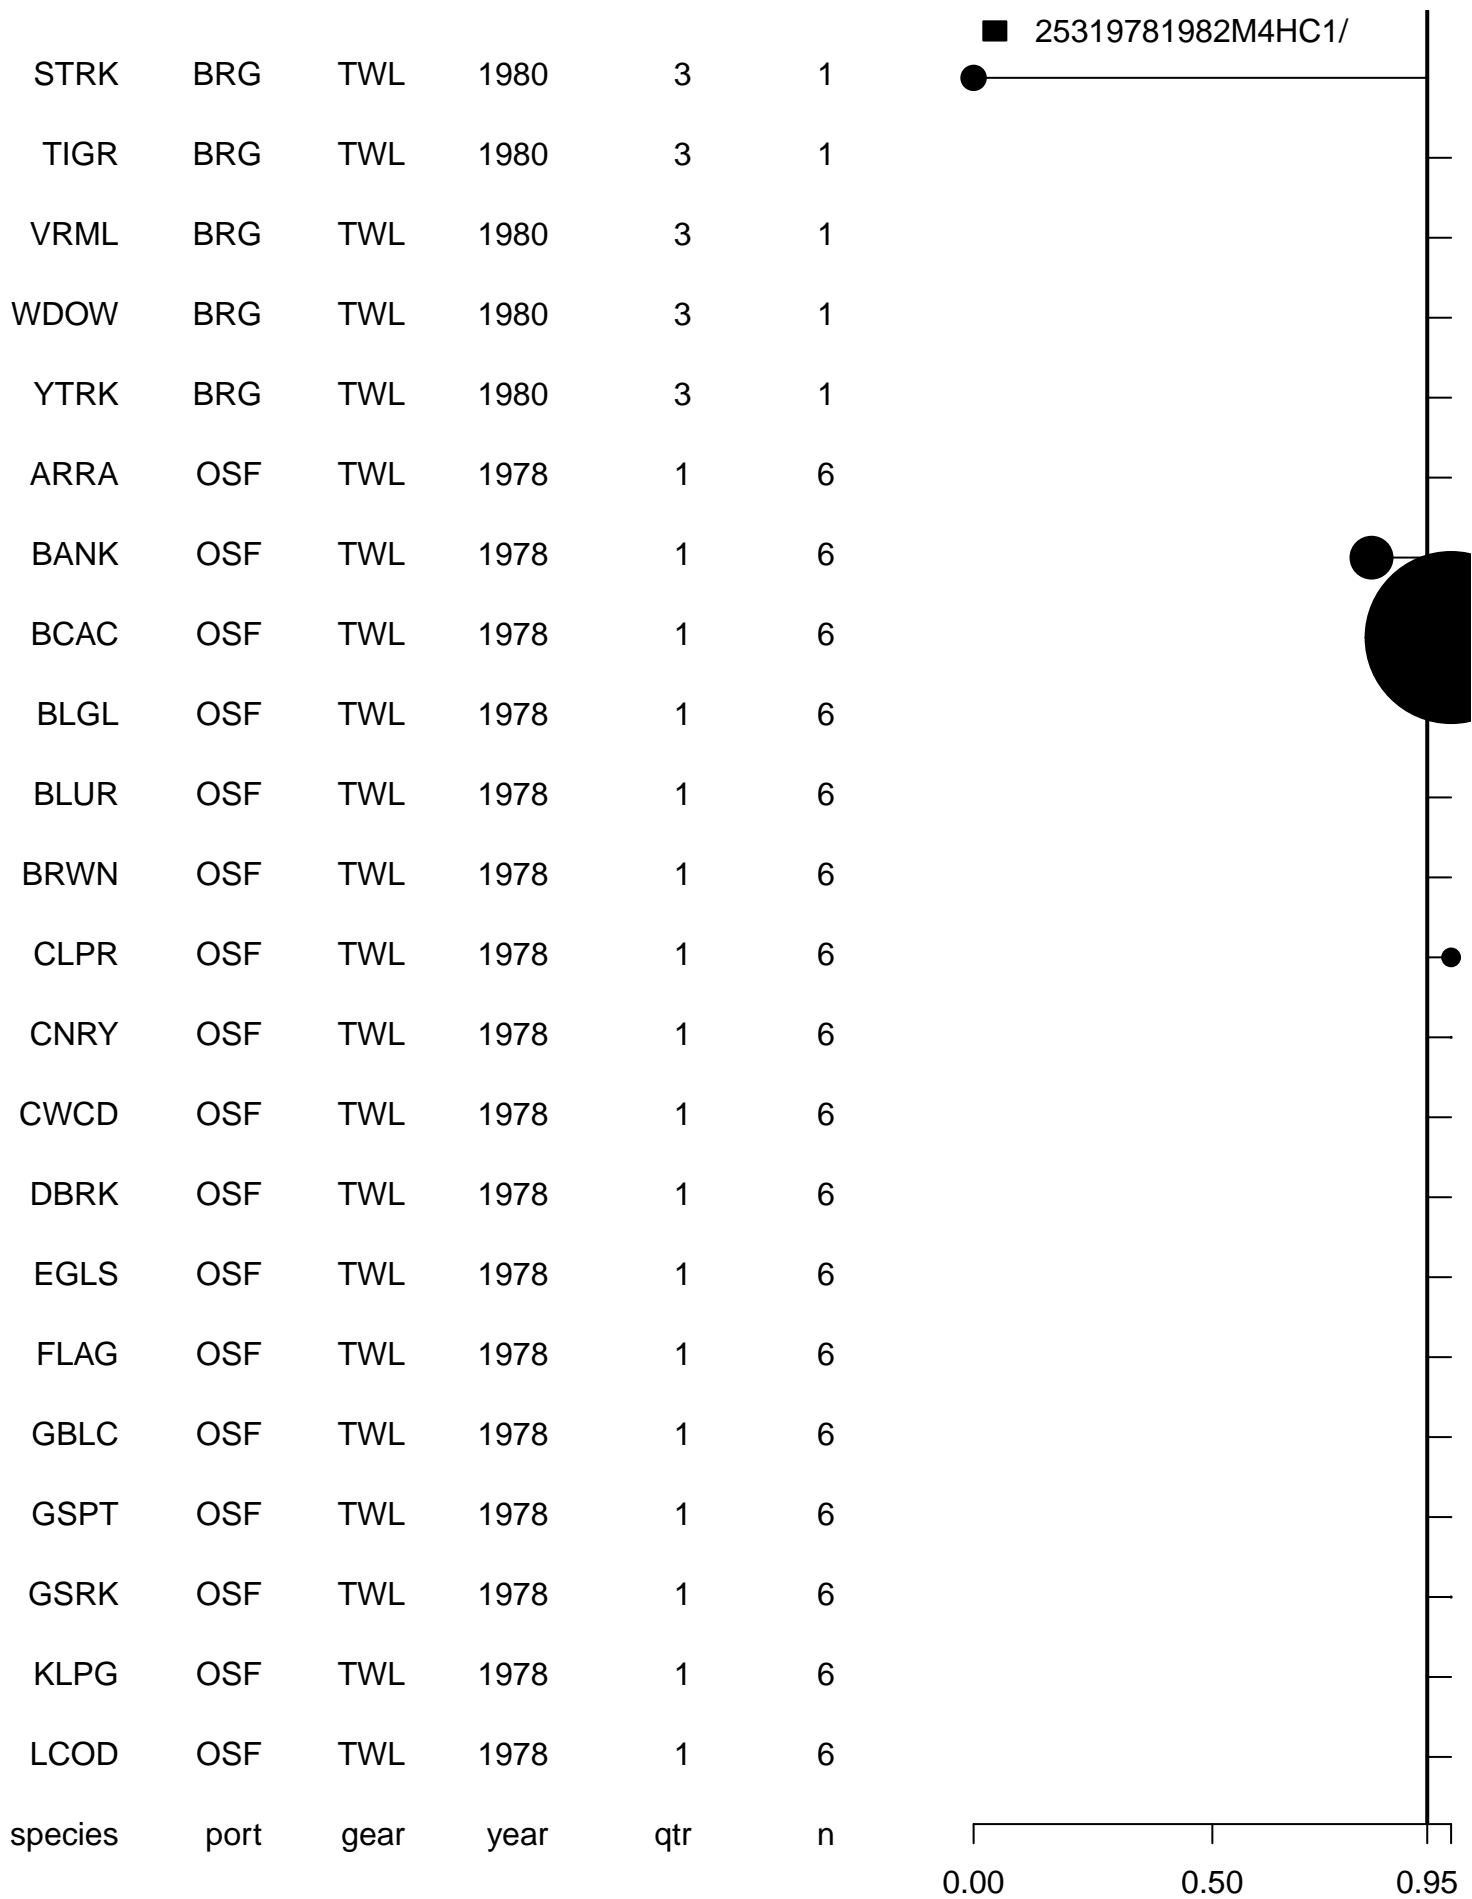 25319781982M4HC1/
STRK BRG TWL 1980 3 1
TIGR BRG TWL 1980 3 1
VRML BRG TWL 1980 3 1
WDOW BRG TWL 1980 3 1
YTRK BRG TWL 1980 3 1
ARRA OSF TWL 1978 1 6
BANK OSF TWL 1978 1 6
BCAC OSF TWL 1978 1 6
BLGL OSF TWL 1978 1 6
BLUR OSF TWL 1978 1 6
BRWN OSF TWL 1978 1 6
CLPR OSF TWL 1978 1 6
CNRY OSF TWL 1978 1 6
CWCD OSF TWL 1978 1 6
DBRK OSF TWL 1978 1 6
EGLS OSF TWL 1978 1 6
FLAG OSF TWL 1978 1 6
GBLC OSF TWL 1978 1 6
GSPT OSF TWL 1978 1 6
GSRK OSF TWL 1978 1 6
KLPG OSF TWL 1978 1 6
LCOD OSF TWL 1978 1 6
species port gear year qtr n
0.00 0.50 0.95